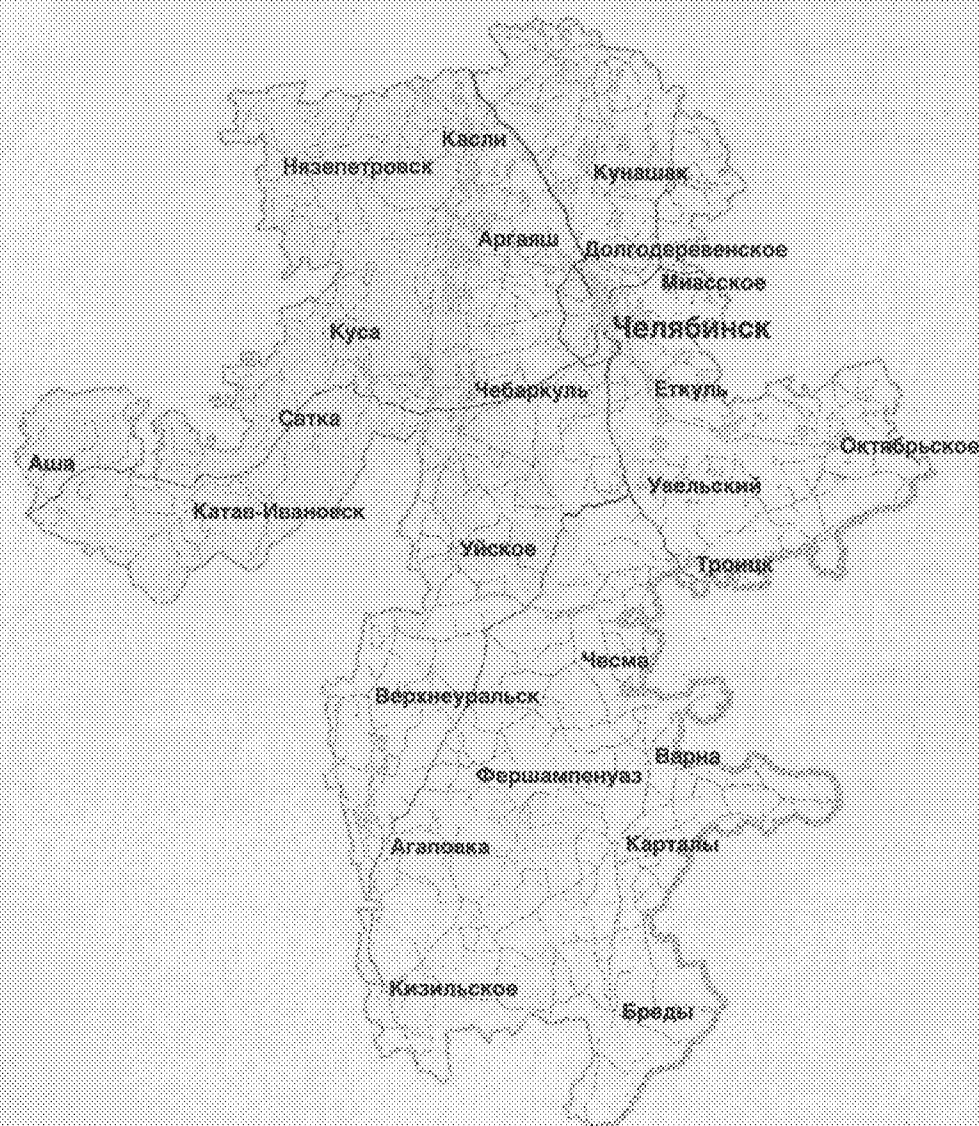 Касли
Нязепетровск
Кунашак
Аргаяш
Долгодеревенское
Миасское
Челябинск
Куса
Чебаркуль
Еткуль
Сатка
Октябрьское
Аша
Увельский
Катав-Ивановск
Уйское
Троицк
Чесма
Верхнеуральск
Варна
Фершампенуаз
Агаповка
Карталы
Кизильское
Бреды